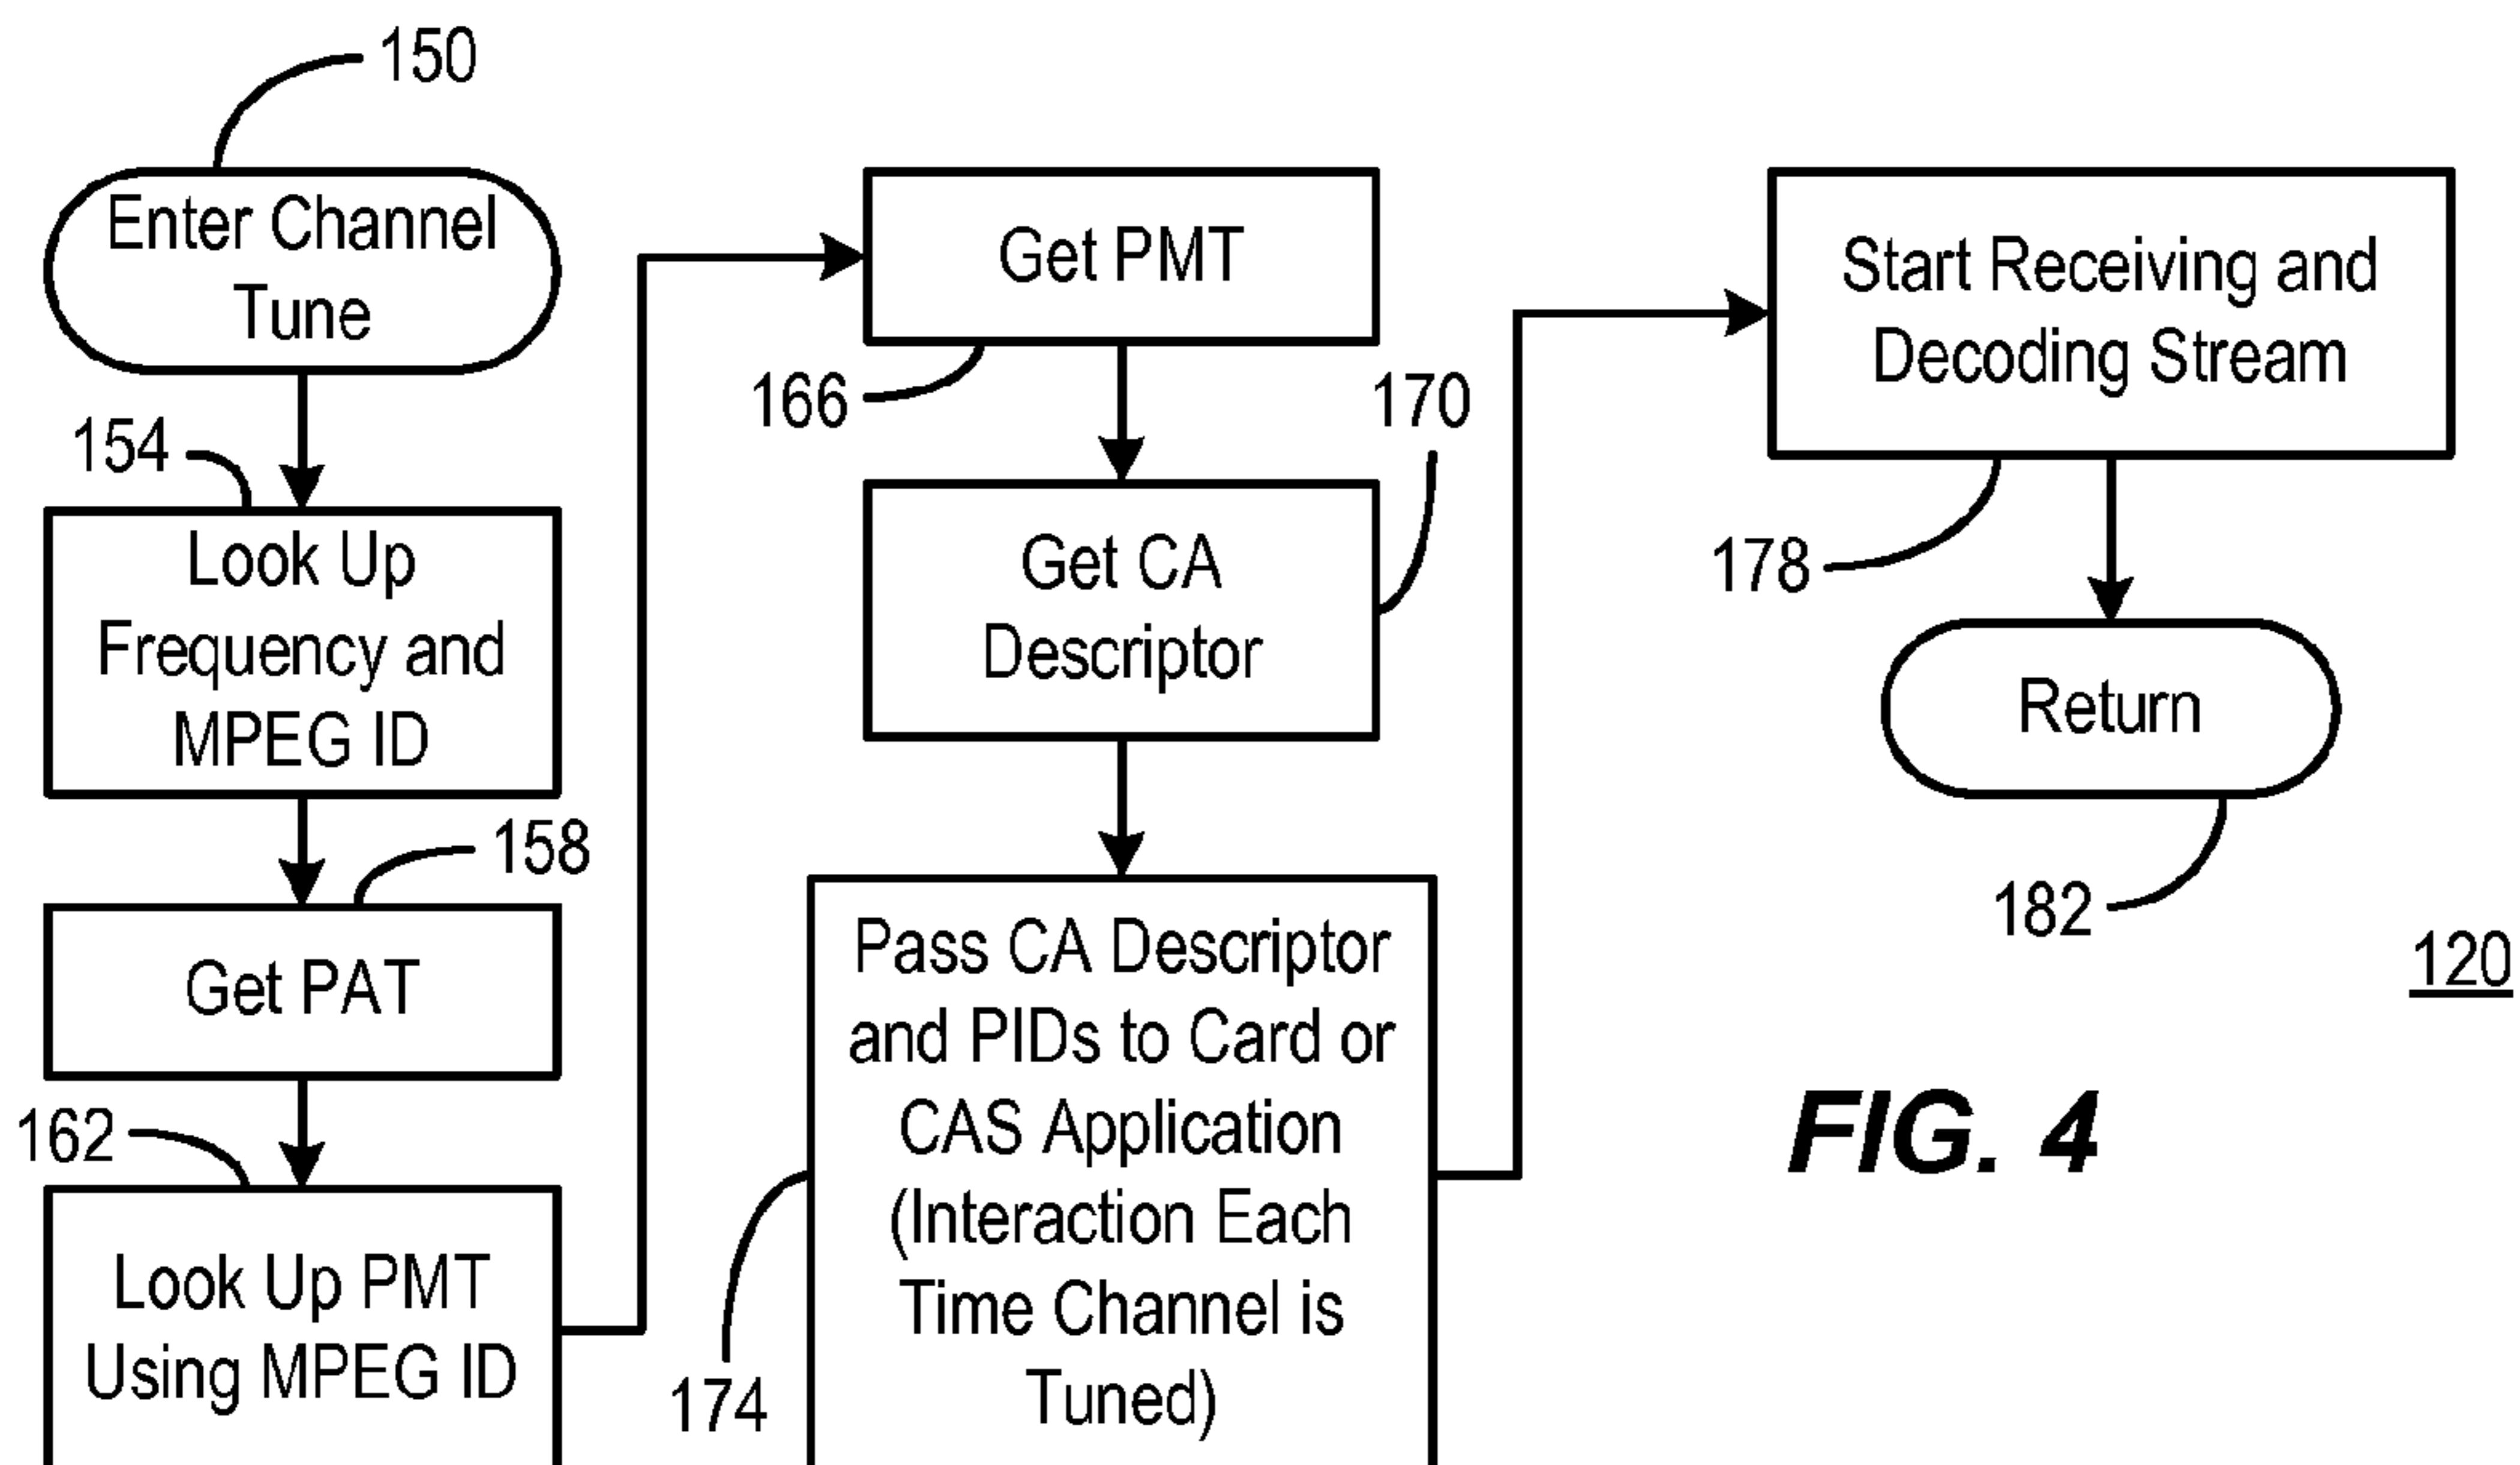 150
Enter Channel
Tune
154
Look Up
Frequency and
MPEG ID
158
Get PAT
162
Look Up PMT
Using MPEG ID
Get PMT
166
170
Get CA
Descriptor
Pass CA Descriptor
and PIDs to Card or
CAS Application
(Interaction Each
Time Channel is
Tuned)
174
Start Receiving and
Decoding Stream
178
Return
182
120
FIG. 4